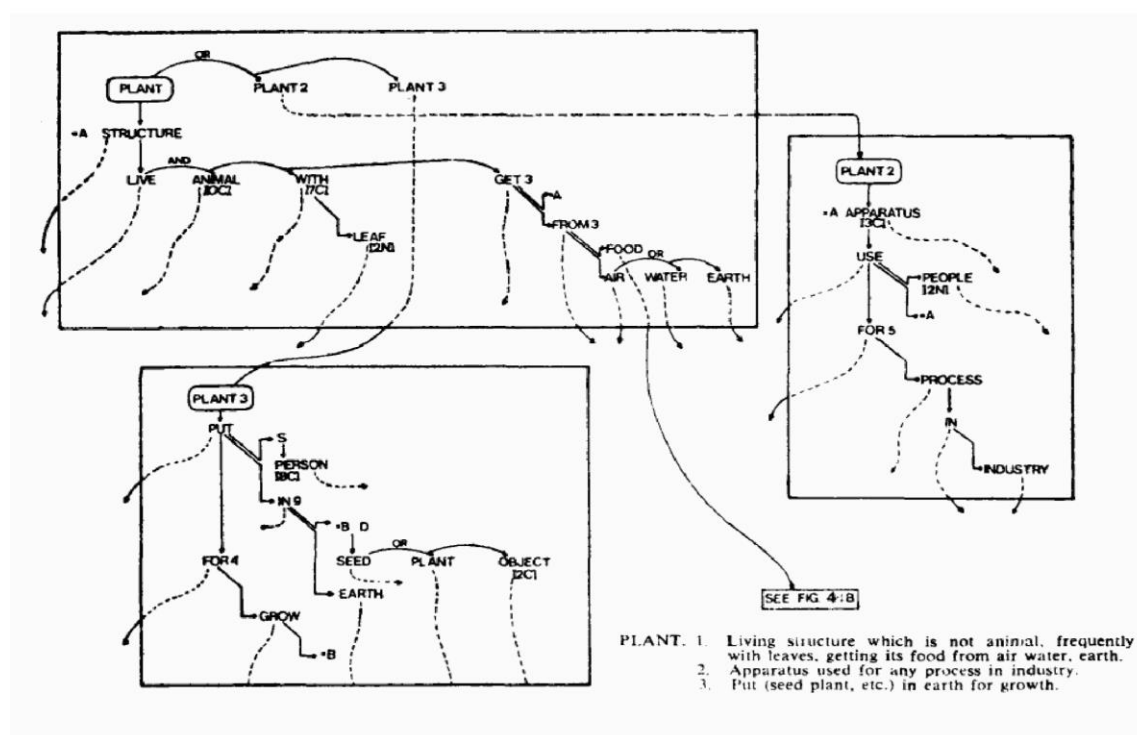 OR
PLANT PLANT 2 PLANT 3
=A STRUCTURE
AND
LIVE ANIMAL WITH GET 3
=A
FROM 3
LEAF
FOOD
OR
AIR WATER EARTH
PLANT 2
=A APPARATUS
USE
PEOPLE
=A
FOR 5
PROCESS
IN
INDUSTRY
PLANT 3
PUT
S
PERSON
IN 9
=B D
OR
FOR 4 SEED PLANT OBJECT
EARTH
GROW
=B
SEE FIG. 4-1B
PLANT. 1. Living structure which is not animal, frequently
with leaves, getting its food from air water, earth.
2. Apparatus used for any process in industry.
3. Put (seed plant, etc.) in earth for growth.